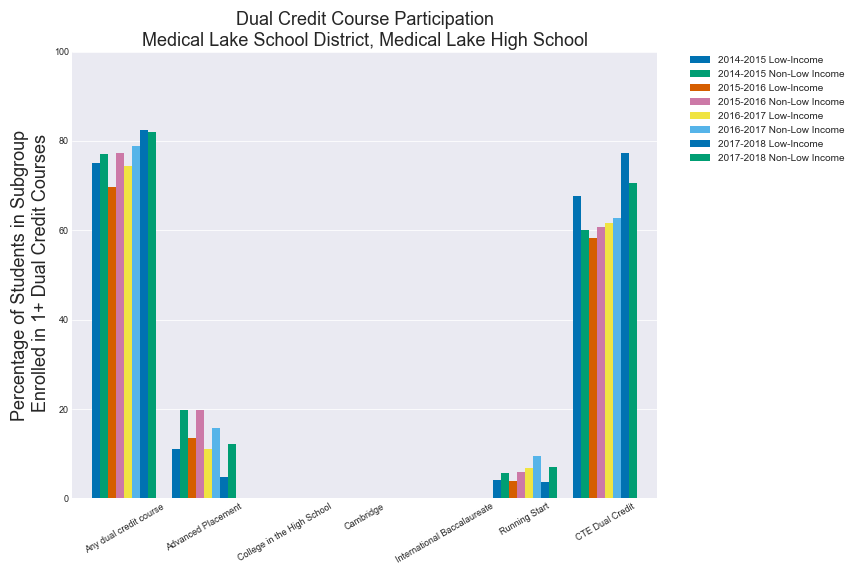 Dual Credit Course Participation
Medical Lake School District, Medical Lake High School
Percentage of Students in Subgroup
Enrolled in 1+ Dual Credit Courses
100
80
60
40
20
0
Any dual credit course
Advanced Placement
College in the High School
Cambridge
International Baccalaureate
Running Start
CTE Dual Credit
2014-2015 Low-Income
2014-2015 Non-Low Income
2015-2016 Low-Income
2015-2016 Non-Low Income
2016-2017 Low-Income
2016-2017 Non-Low Income
2017-2018 Low-Income
2017-2018 Non-Low Income